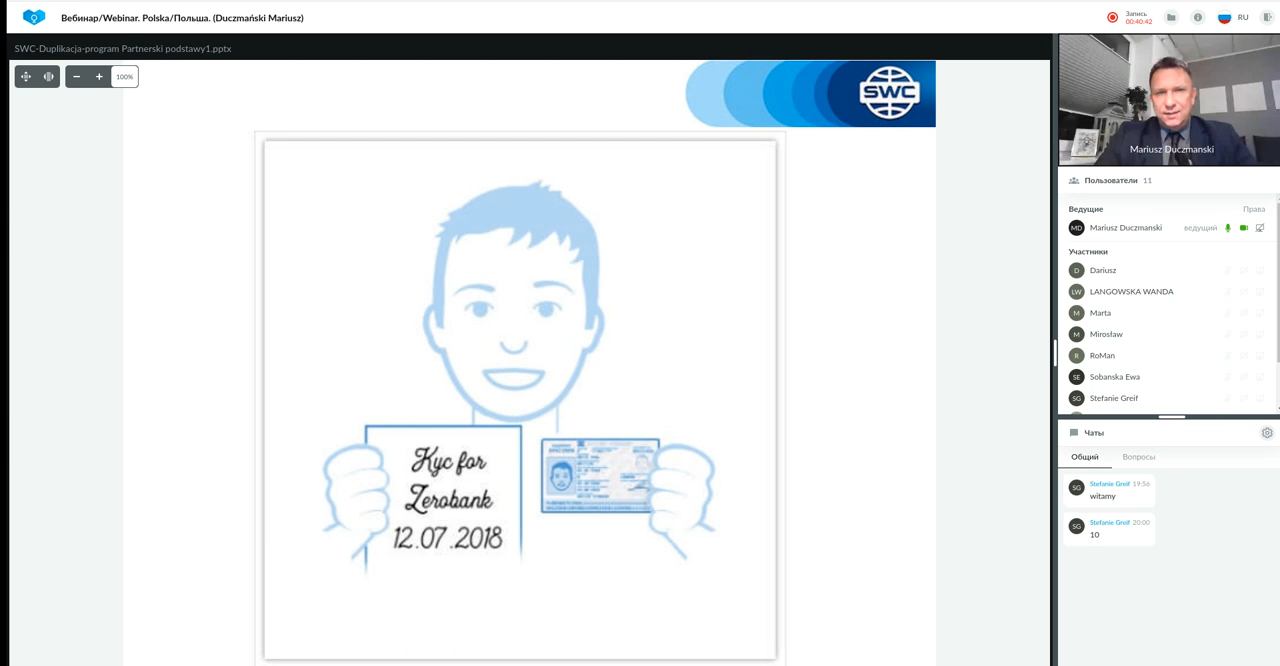 Вебинар/Webinar. Polska/Польша. (Duczmański Mariusz)
Запись
00:40:42
RU
SWC-Duplikacja-program Partnerski podstawy1.pptx
100%
SWC
Kyc for
Zerobank
12.07.2018
Mariusz Duczmanski
Пользователи 11
Ведущие Права
MD Mariusz Duczmanski ведущий
Участники
D Dariusz
LW LANGOWSKA WANDA
M Marta
M Mirosław
R RoMan
SE Sobanska Ewa
SG Stefanie Greif
Чаты
Общий Вопросы
SG Stefanie Greif 19:56
witamy
SG Stefanie Greif 20:00
10